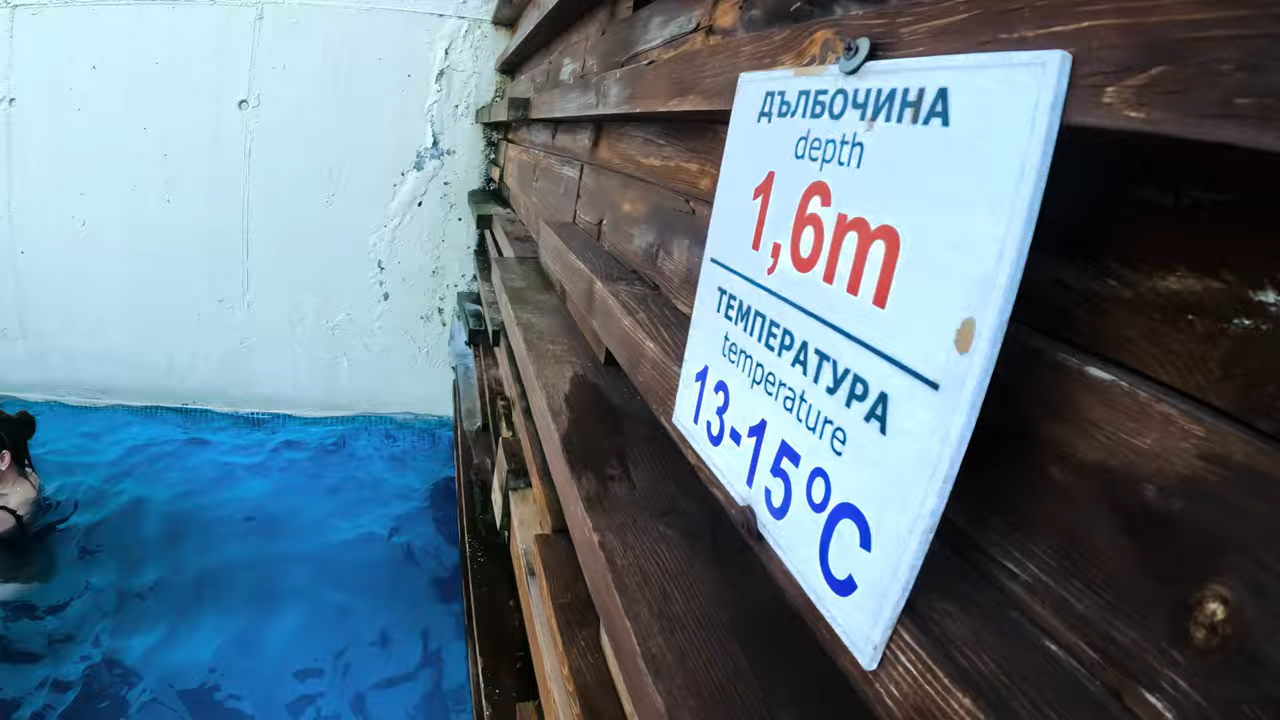 ДЪЛБОЧИНА
depth
1,6m
ТЕМПЕРАТУРА
temperature
13-15°C